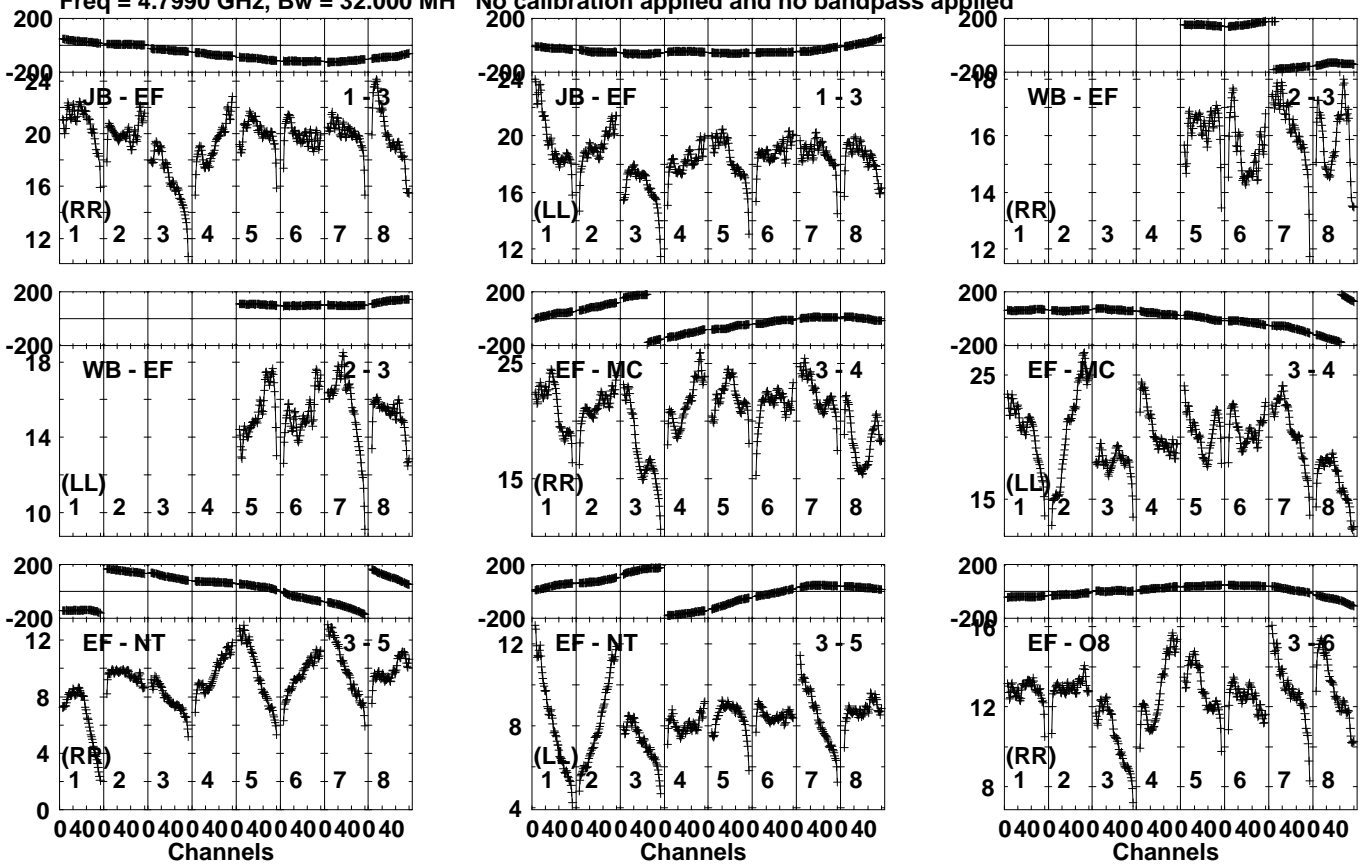 Freq = 4.7990 GHz, Bw = 32.000 MH No calibration applied and no bandpass applied
200 200 200
-200 -200 -200
24 24 18
JB - EF 1 - 3 JB - EF 1 - 3 WB - EF 2 - 3
20 20 16
16 16 14
(RR) (LL) (RR)
1 2 3 4 5 6 7 8 1 2 3 4 5 6 7 8 1 2 3 4 5 6 7 8
12 12 12
200 200 200
-200 -200 -200
18 25 25
WB - EF 2 - 3 EF - MC 3 - 4 EF - MC 3 - 4
14 15 15
(LL) (RR) (LL)
10
1 2 3 4 5 6 7 8 1 2 3 4 5 6 7 8 1 2 3 4 5 6 7 8
200 200 200
-200 -200 -200
12 12 16
EF - NT 3 - 5 EF - NT 3 - 5 EF - O8 3 - 6
8 8 12
4 8
(RR) (LL) (RR)
1 2 3 4 5 6 7 8 1 2 3 4 5 6 7 8 1 2 3 4 5 6 7 8
0 4
0 40 0 40 0 40 0 40 0 40 0 40 0 40 0 40 0 40 0 40 0 40 0 40 0 40 0 40 0 40 0 40 0 40 0 40 0 40 0 40 0 40 0 40 0 40 0 40
Channels Channels Channels